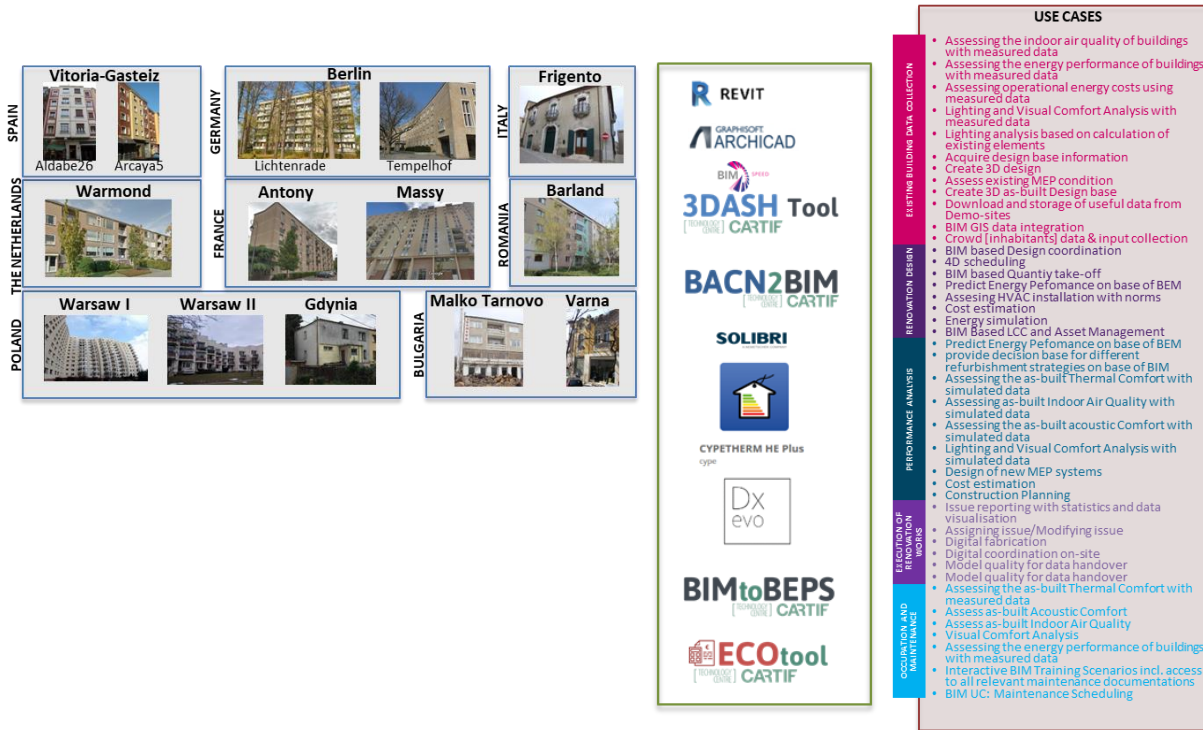 SPAIN
Vitoria-Gasteiz
Aldabe26
Arcaya5
GERMANY
Berlin
Lichtenrade
Tempelhof
ITALY
Frigento
THE NETHERLANDS
Warmond
FRANCE
Antony
Massy
ROMANIA
Barland
POLAND
Warsaw I
Warsaw II
Gdynia
BULGARIA
Malko Tarnovo
Varna
REVIT
GRAPHISOFT
ARCHICAD
BIM SPEED
3DASH Tool
[TECHNOLOGY CENTRE] CARTIF
BACN2BIM
[TECHNOLOGY CENTRE] CARTIF
SOLIBRI
CYPETHERM HE Plus
cype
Dx
evo
BIMtoBEPS
[TECHNOLOGY CENTRE] CARTIF
ECOtool
[TECHNOLOGY CENTRE] CARTIF
USE CASES
EXISTING BUILDING DATA COLLECTION
• Assessing the indoor air quality of buildings
with measured data
• Assessing the energy performance of buildings
with measured data
• Assessing operational energy costs using
measured data
• Lighting and Visual Comfort Analysis with
measured data
• Lighting analysis based on calculation of
existing elements
• Acquire design base information
• Create 3D design
• Assess existing MEP condition
• Create 3D as-built Design base
• Download and storage of useful data from
Demo-sites
• BIM GIS data integration
• Crowd [inhabitants] data & input collection
RENOVATION DESIGN
• BIM based Design coordination
• 4D scheduling
• BIM based Quantiy take-off
• Predict Energy Pefomance on base of BEM
• Assesing HVAC installation with norms
• Cost estimation
• Energy simulation
• BIM Based LCC and Asset Management
PERFORMANCE ANALYSIS
• Predict Energy Pefomance on base of BEM
• provide decision base for different
refurbishment strategies on base of BIM
• Assessing the as-built Thermal Comfort with
simulated data
• Assessing as-built Indoor Air Quality with
simulated data
• Assessing the as-built acoustic Comfort with
simulated data
• Lighting and Visual Comfort Analysis with
simulated data
• Design of new MEP systems
• Cost estimation
• Construction Planning
EXECUTION OF
RENOVATION
WORKS
• Issue reporting with statistics and data
visualisation
• Assigning issue/Modifying issue
• Digital fabrication
• Digital coordination on-site
• Model quality for data handover
• Model quality for data handover
OCCUPATION AND
MAINTENANCE
• Assessing the as-built Thermal Comfort with
measured data
• Assess as-built Acoustic Comfort
• Assess as-built Indoor Air Quality
• Visual Comfort Analysis
• Assessing the energy performance of buildings
with measured data
• Interactive BIM Training Scenarios incl. access
to all relevant maintenance documentations
• BIM UC: Maintenance Scheduling